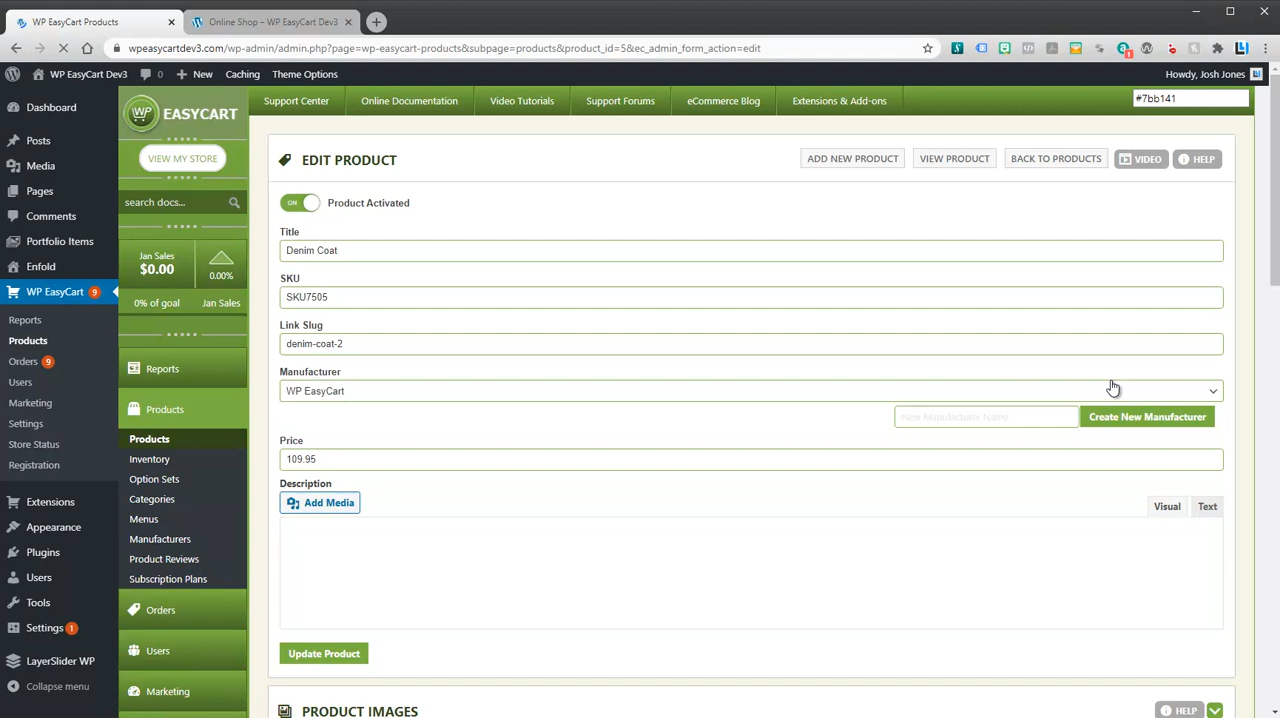 WP EasyCart Products
Online Shop – WP EasyCart Dev3
wpeasycartdev3.com/wp-admin/admin.php?page=wp-easycart-products&subpage=products&product_id=5&ec_admin_form_action=edit
1
WP EasyCart Dev3
0
New
Caching
Theme Options
Howdy, Josh Jones
Dashboard
Posts
Media
Pages
Comments
Portfolio Items
Enfold
WP EasyCart 9
Reports
Products
Orders 9
Users
Marketing
Settings
Store Status
Registration
Extensions
Appearance
Plugins
Users
Tools
Settings 1
LayerSlider WP
Collapse menu
WP EASYCART
VIEW MY STORE
search docs...
Jan Sales
$0.00
0.00%
0% of goal
Jan Sales
Reports
Products
Products
Inventory
Option Sets
Categories
Menus
Manufacturers
Product Reviews
Subscription Plans
Orders
Users
Marketing
Support Center
Online Documentation
Video Tutorials
Support Forums
eCommerce Blog
Extensions & Add-ons
#7bb141
EDIT PRODUCT
ADD NEW PRODUCT
VIEW PRODUCT
BACK TO PRODUCTS
VIDEO
HELP
ON Product Activated
Title
Denim Coat
SKU
SKU7505
Link Slug
denim-coat-2
Manufacturer
WP EasyCart
New Manufacturer Name
Create New Manufacturer
Price
109.95
Description
Add Media
Visual
Text
Update Product
PRODUCT IMAGES
HELP